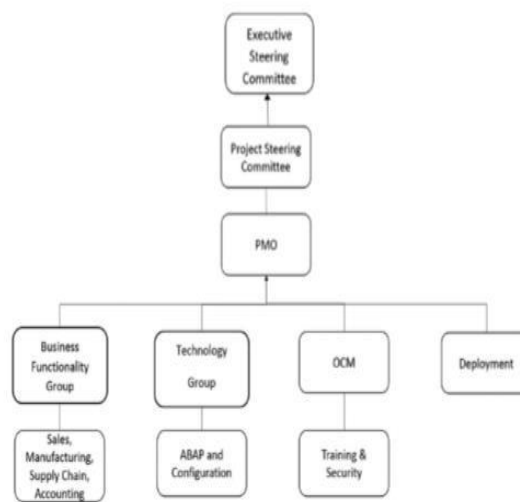 Executive
Steering
Committee
Project Steering
Committee
PMO
Business
Functionality
Group
Technology
Group
OCM
Deployment
Sales,
Manufacturing,
Supply Chain,
Accounting
ABAP and
Configuration
Training &
Security